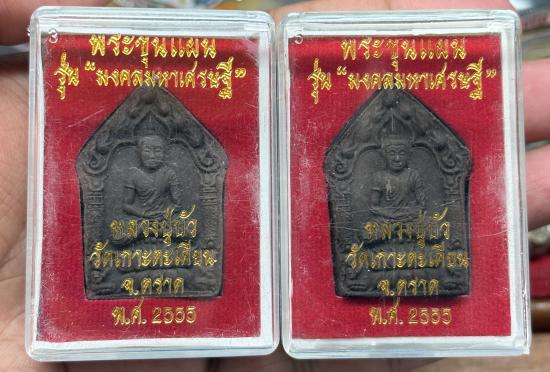 พระขุนแผน
รุ่น "มงคลมหาเศรษฐี"
หลวงปู่บัว
วัดเกาะตะเคียน
จ.ตราด
พ.ศ. 2555
พระขุนแผน
รุ่น "มงคลมหาเศรษฐี"
หลวงปู่บัว
วัดเกาะตะเคียน
จ.ตราด
พ.ศ. 2555